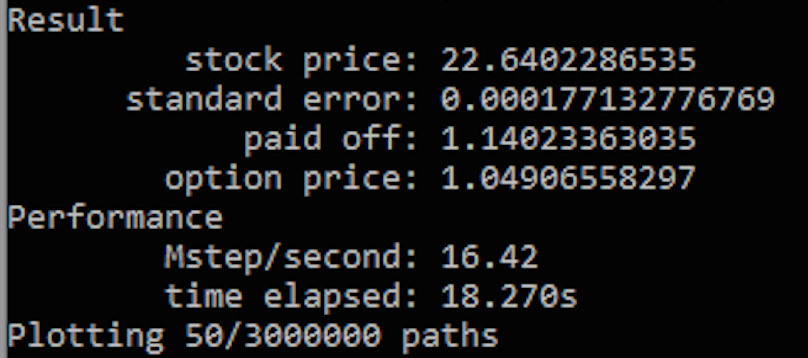 Result
stock price: 22.6402286535
standard error: 0.000177132776769
paid off: 1.14023363035
option price: 1.04906558297
Performance
Mstep/second: 16.42
time elapsed: 18.270s
Plotting 50/3000000 paths